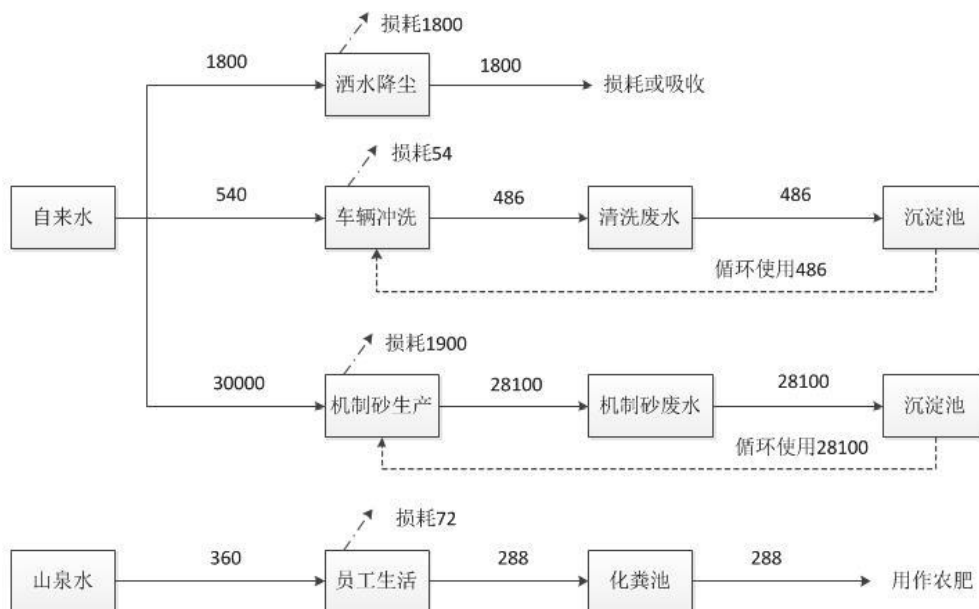 损耗1800
1800
洒水降尘
1800
损耗或吸收
损耗54
自来水
540
车辆冲洗
486
清洗废水
486
沉淀池
循环使用486
损耗1900
30000
机制砂生产
28100
机制砂废水
28100
沉淀池
循环使用28100
损耗72
山泉水
360
员工生活
288
化粪池
288
用作农肥